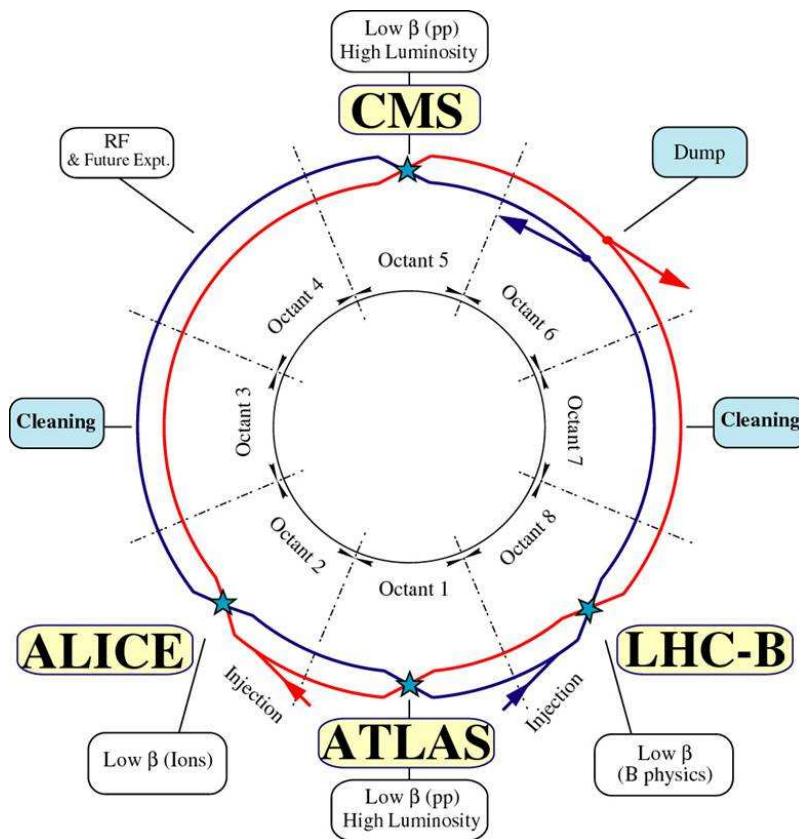 Low β (pp)
High Luminosity
CMS
RF
& Future Expt.
Dump
Octant 5
Octant 4
Octant 6
Octant 3
Octant 7
Cleaning
Cleaning
Octant 2
Octant 8
Octant 1
ALICE
LHC-B
Injection
Injection
ATLAS
Low β (Ions)
Low β
(B physics)
Low β (pp)
High Luminosity